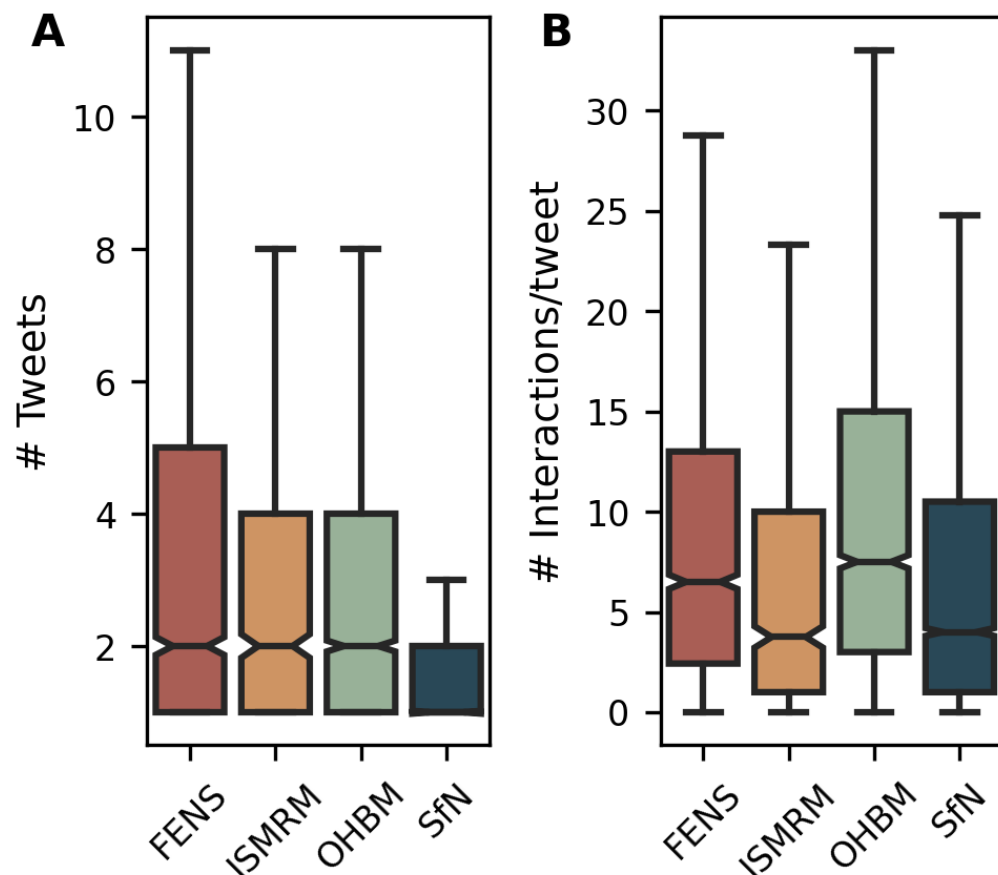 A
# Tweets
10
8
6
4
2
FENS
ISMRM
OHBM
SfN
B
# Interactions/tweet
30
25
20
15
10
5
0
FENS
ISMRM
OHBM
SfN